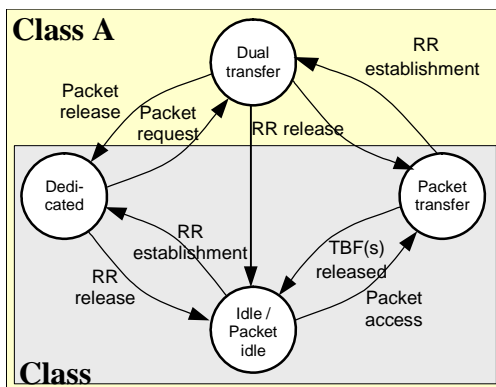 Class A
Dual
transfer
RR
establishment
Packet
release
Packet
request
RR release
Dedi-
cated
Packet
transfer
RR
establishment
TBF(s)
released
RR
release
Packet
access
Idle /
Packet
idle
Class